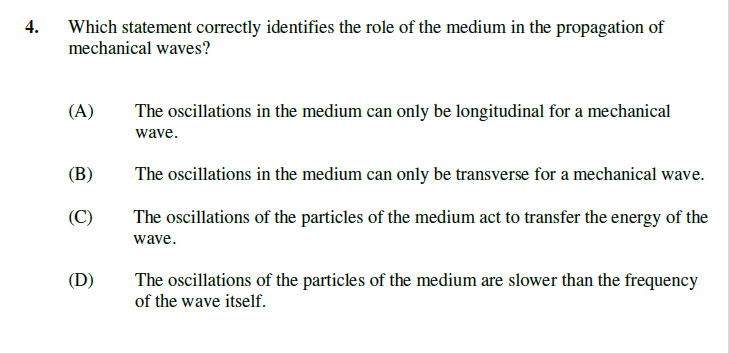 4. Which statement correctly identifies the role of the medium in the propagation of
mechanical waves?
(A) The oscillations in the medium can only be longitudinal for a mechanical
wave.
(B) The oscillations in the medium can only be transverse for a mechanical wave.
(C) The oscillations of the particles of the medium act to transfer the energy of the
wave.
(D) The oscillations of the particles of the medium are slower than the frequency
of the wave itself.